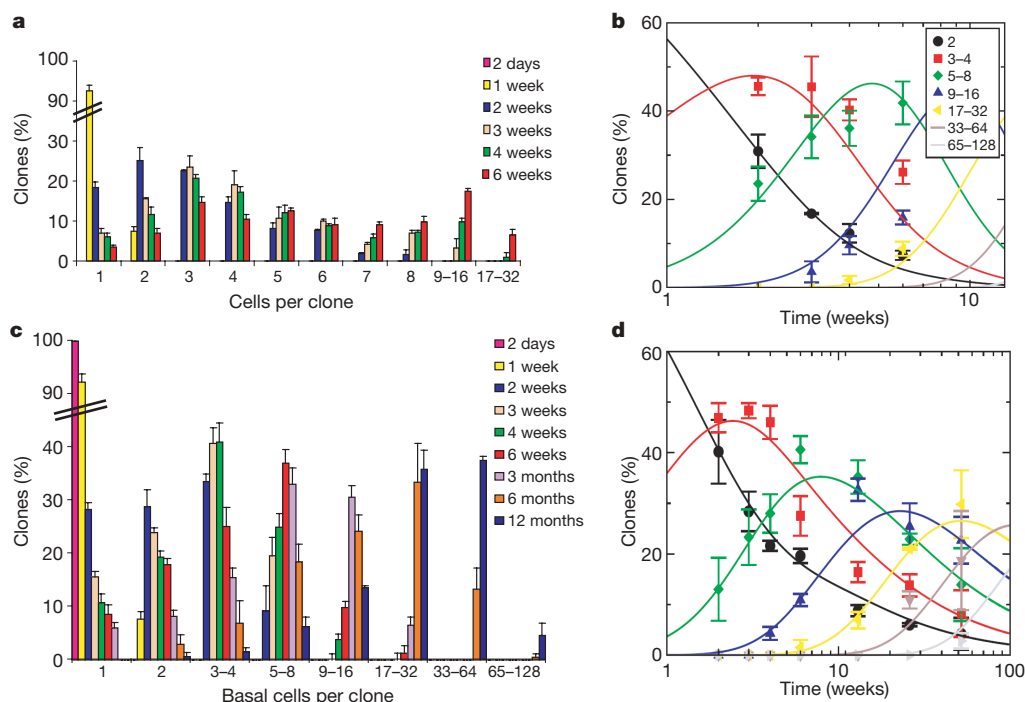 a
Clones (%)
100
90
30
20
10
0
1 2 3 4 5 6 7 8 9–16 17–32
Cells per clone
2 days
1 week
2 weeks
3 weeks
4 weeks
6 weeks
b
Clones (%)
60
40
20
0
1 10
Time (weeks)
2
3–4
5–8
9–16
17–32
33–64
65–128
c
Clones (%)
100
90
40
30
20
10
0
1 2 3–4 5–8 9–16 17–32 33–64 65–128
Basal cells per clone
2 days
1 week
2 weeks
3 weeks
4 weeks
6 weeks
3 months
6 months
12 months
d
Clones (%)
60
40
20
0
1 10 100
Time (weeks)